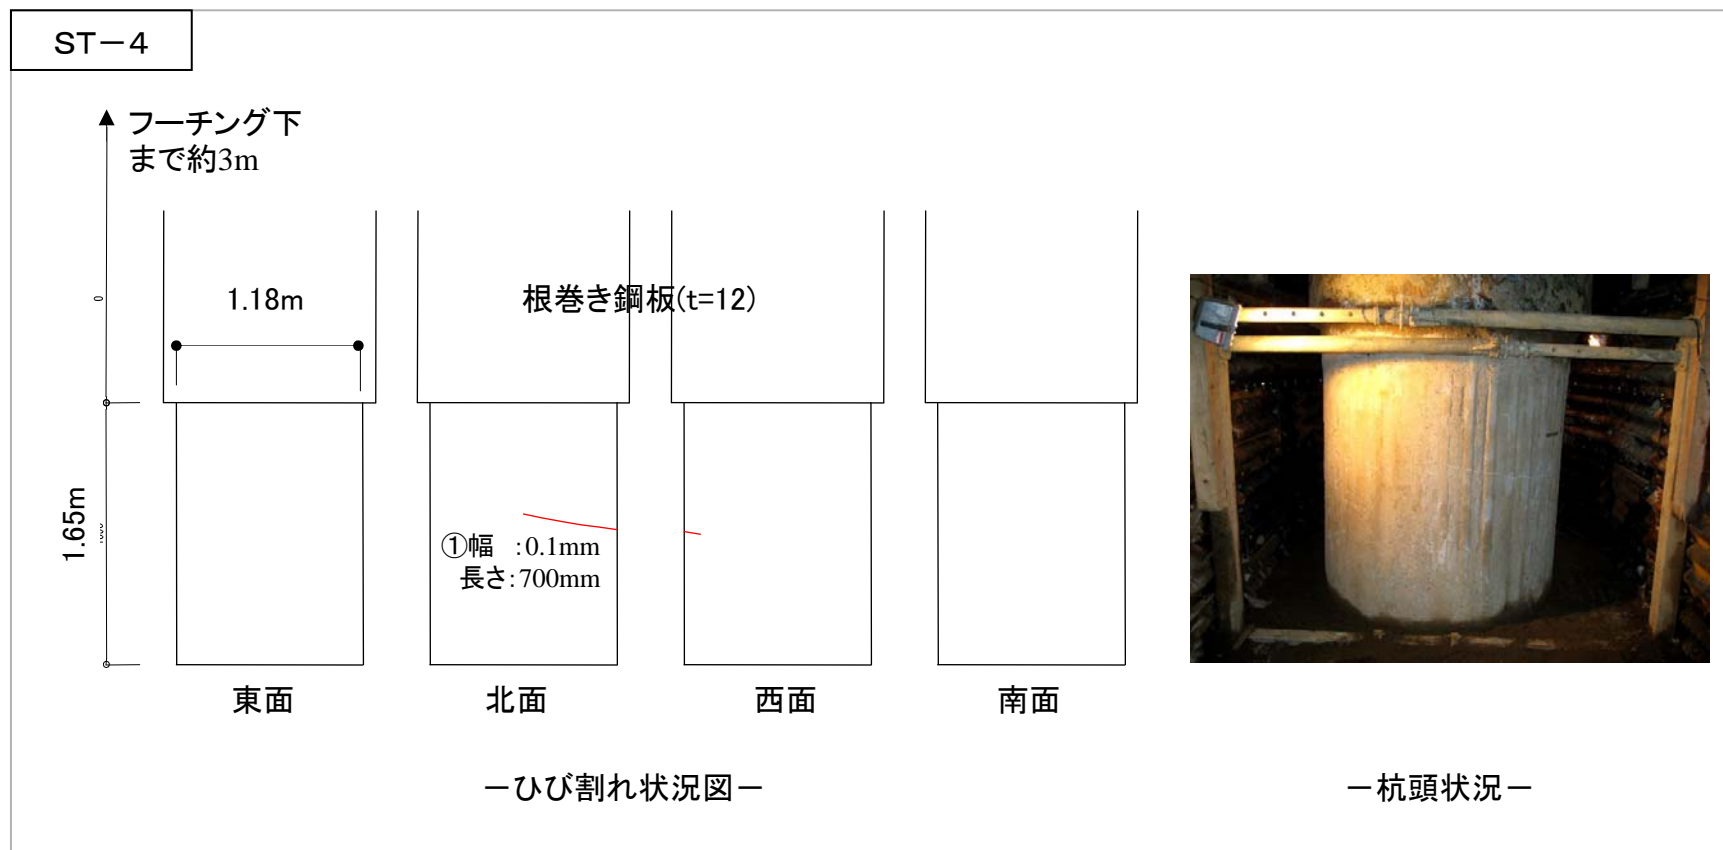 ST－4
フーチング下
まで約3m
1.18m
根巻き鋼板(t=12)
0
1.65m
①幅 :0.1mm
長さ:700mm
東面
北面
西面
南面
－ひび割れ状況図－
－杭頭状況－